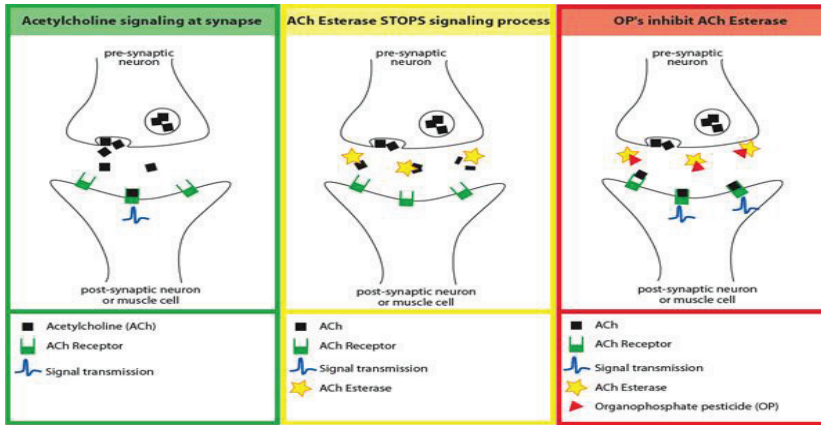 Acetylcholine signaling at synapse
pre-synaptic
neuron
post-synaptic neuron
or muscle cell
Acetylcholine (ACh)
ACh Receptor
Signal transmission
ACh Esterase STOPS signaling process
pre-synaptic
neuron
post-synaptic neuron
or muscle cell
ACh
ACh Receptor
Signal transmission
ACh Esterase
OP's inhibit ACh Esterase
pre-synaptic
neuron
post-synaptic neuron
or muscle cell
ACh
ACh Receptor
Signal transmission
ACh Esterase
Organophosphate pesticide (OP)